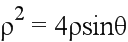 ρ² = 4ρsinθ